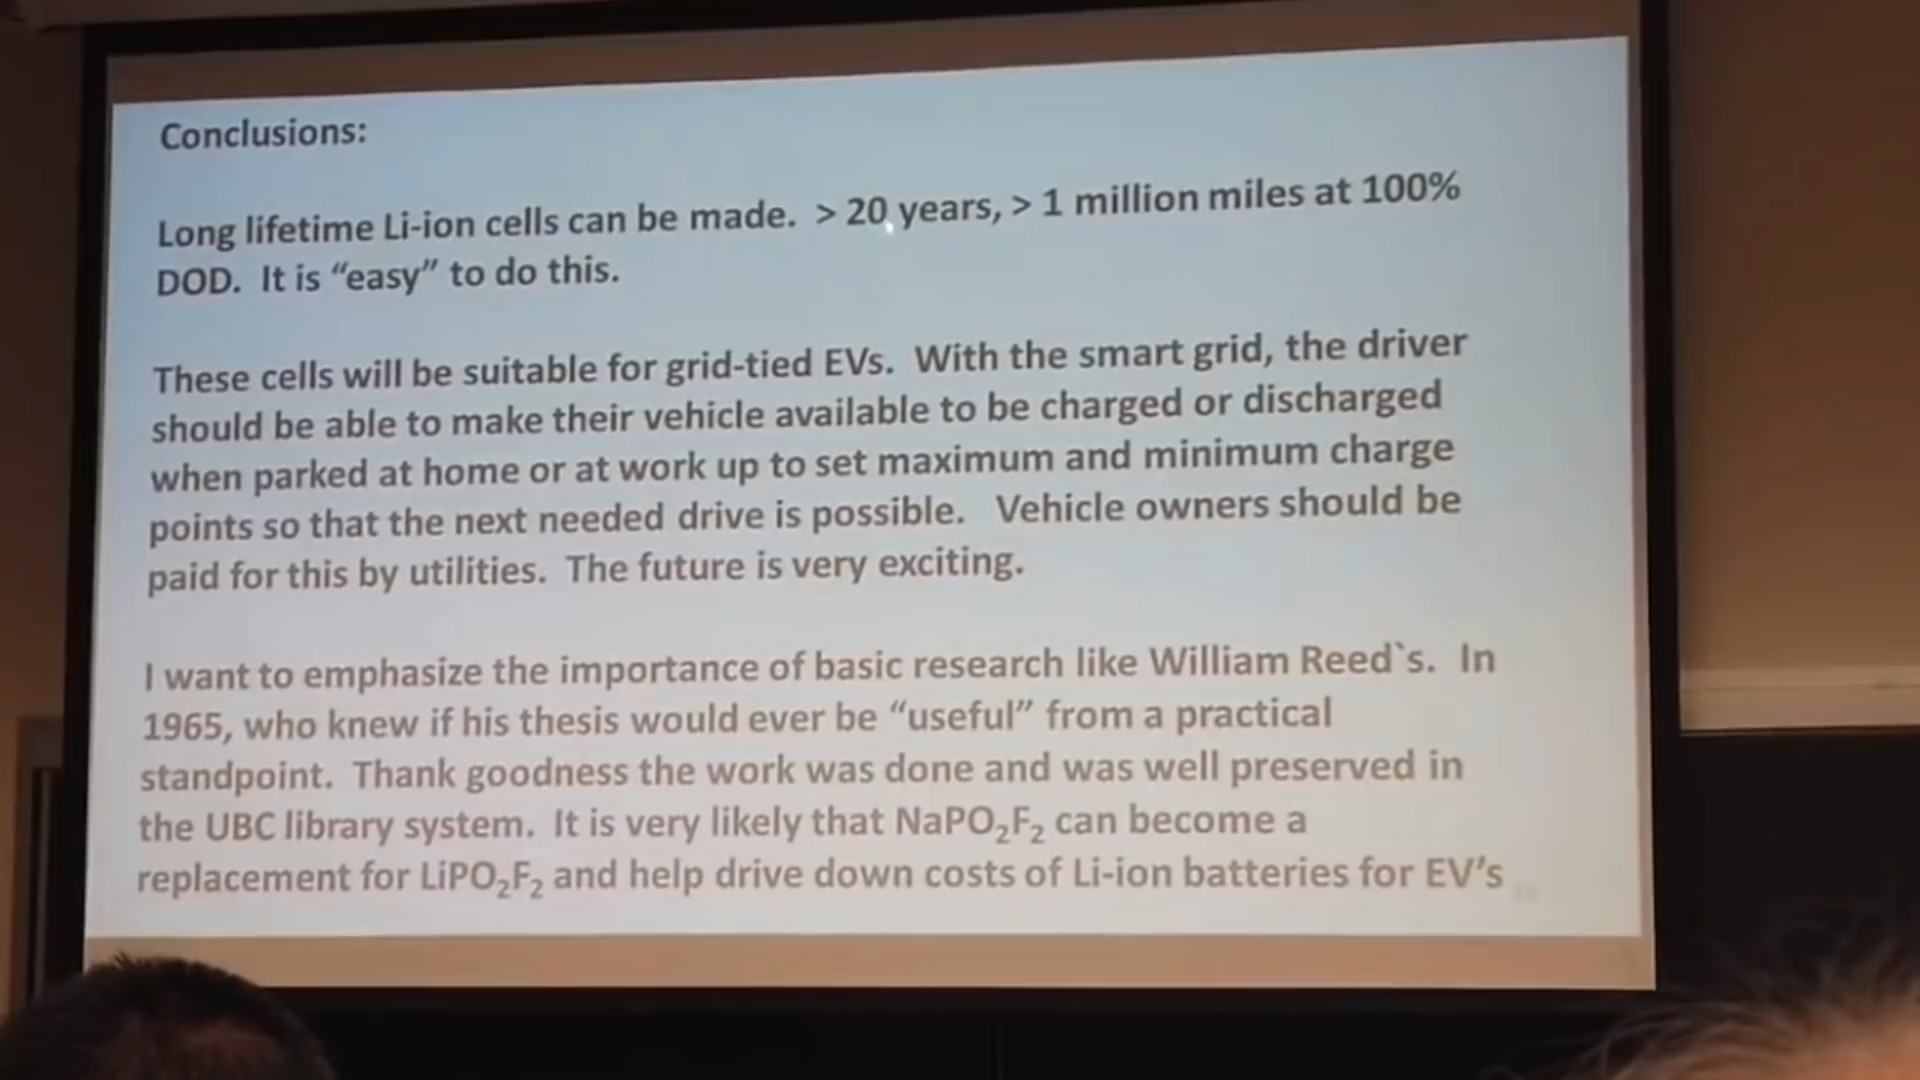 Conclusions:
Long lifetime Li-ion cells can be made. > 20 years, > 1 million miles at 100%
DOD. It is “easy” to do this.
These cells will be suitable for grid-tied EVs. With the smart grid, the driver
should be able to make their vehicle available to be charged or discharged
when parked at home or at work up to set maximum and minimum charge
points so that the next needed drive is possible. Vehicle owners should be
paid for this by utilities. The future is very exciting.
I want to emphasize the importance of basic research like William Reed`s. In
1965, who knew if his thesis would ever be “useful” from a practical
standpoint. Thank goodness the work was done and was well preserved in
the UBC library system. It is very likely that NaPO₂F₂ can become a
replacement for LiPO₂F₂ and help drive down costs of Li-ion batteries for EV’s